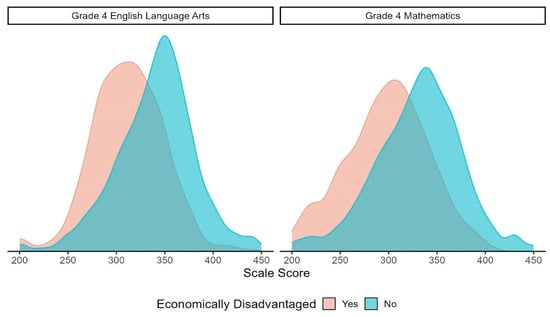 Grade 4 English Language Arts
Grade 4 Mathematics
200 250 300 350 400 450
200 250 300 350 400 450
Scale Score
Economically Disadvantaged Yes No